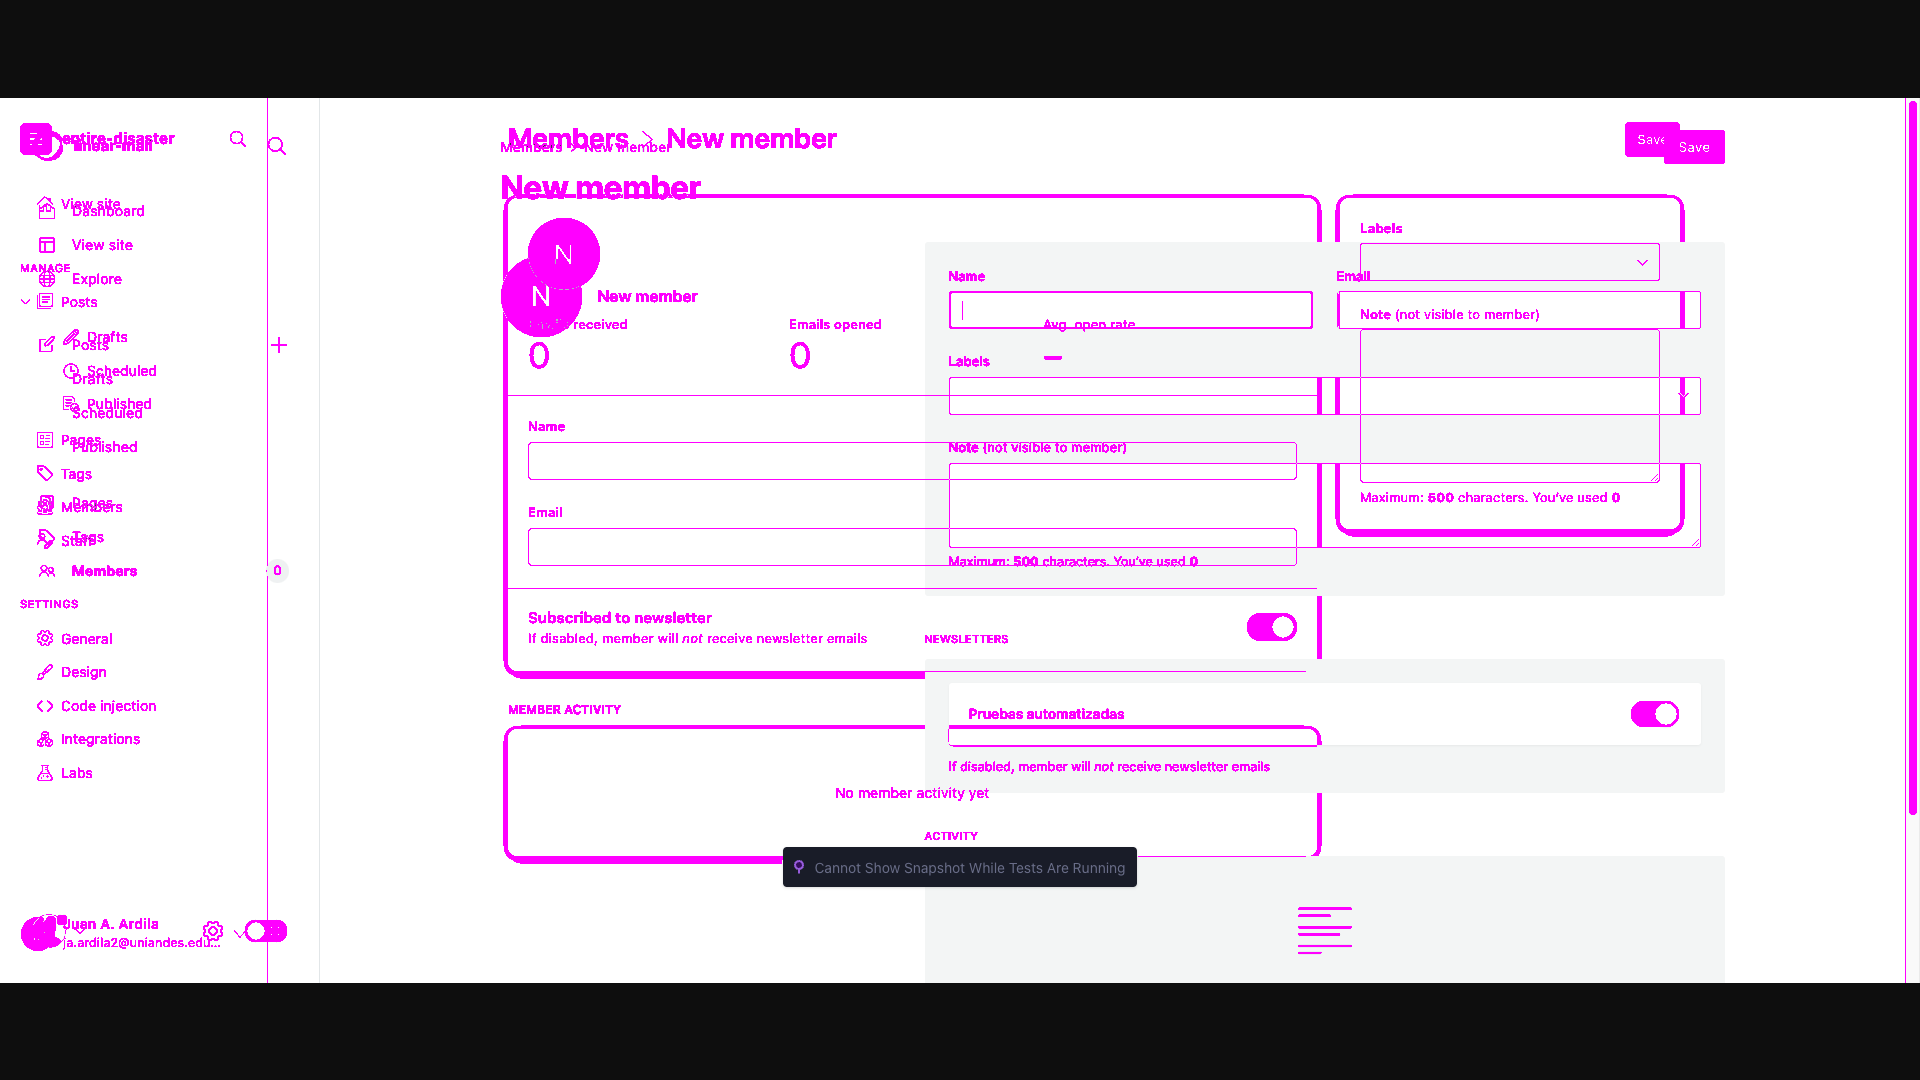 entire-disaster
linear-mail
Members > New member
Members > New member
Save
Save
New member
View site
Dashboard
View site
MANAGE
Explore
Posts
Drafts
Posts
Scheduled
Drafts
Published
Scheduled
Pages
Published
Tags
Pages
Members
Staff
Tags
Members
0
SETTINGS
General
Design
Code injection
Integrations
Labs
Juan A. Ardila
ja.ardila2@uniandes.edu...
N
N
New member
received
Emails opened
Avg. open rate
0
0
Name
Email
Labels
Note (not visible to member)
Maximum: 500 characters. You've used 0
Name
Email
Labels
Note (not visible to member)
Maximum: 500 characters. You've used 0
Subscribed to newsletter
If disabled, member will not receive newsletter emails
NEWSLETTERS
Pruebas automatizadas
If disabled, member will not receive newsletter emails
MEMBER ACTIVITY
No member activity yet
ACTIVITY
Cannot Show Snapshot While Tests Are Running